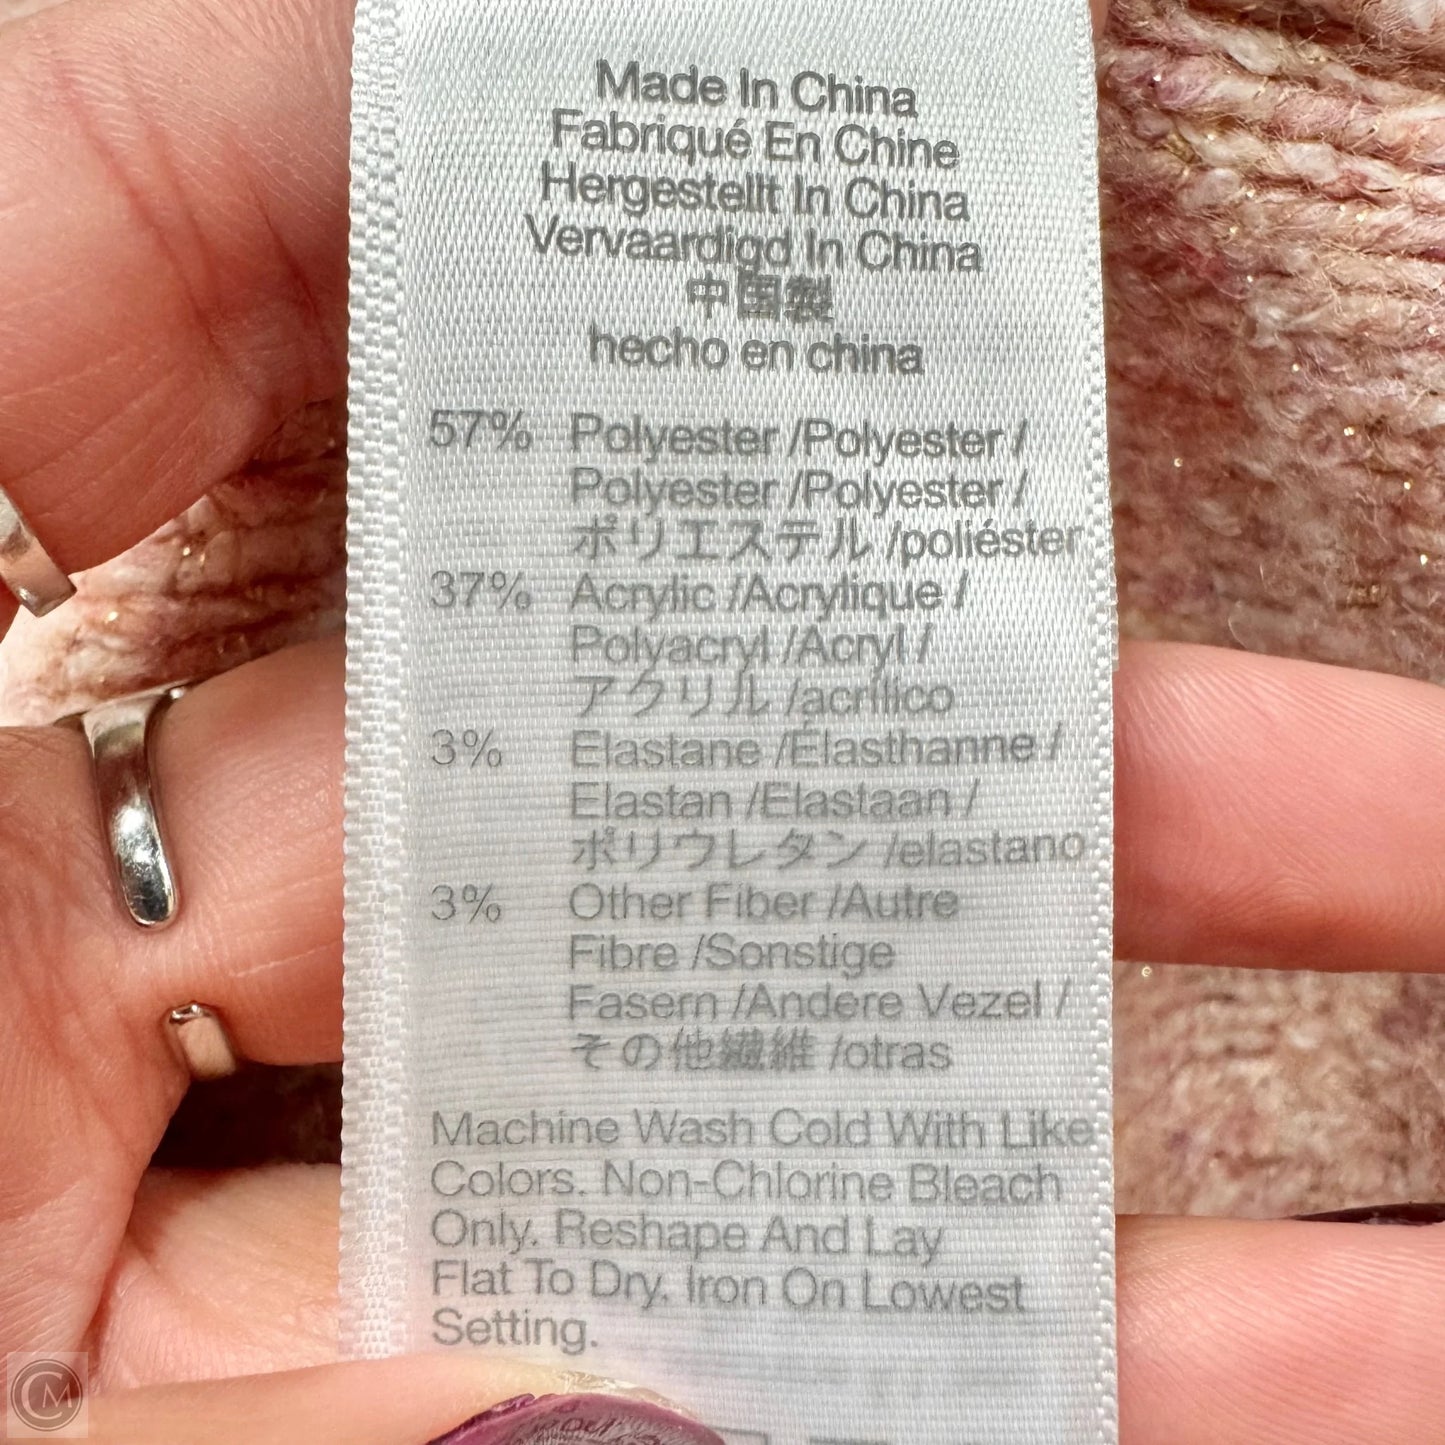 Made In China
Fabriqué En Chine
Hergestellt In China
Vervaardigd In China
中国製
hecho en china
57% Polyester /Polyester /
Polyester /Polyester /
ポリエステル /poliéster
37% Acrylic /Acrylique /
Polyacryl /Acryl /
アクリル /acrílico
3% Elastane /Élasthanne /
Elastan /Elastaan /
ポリウレタン /elastano
3% Other Fiber /Autre
Fibre /Sonstige
Fasern /Andere Vezel /
その他繊維 /otras
Machine Wash Cold With Like
Colors. Non-Chlorine Bleach
Only. Reshape And Lay
Flat To Dry. Iron On Lowest
Setting.
CM